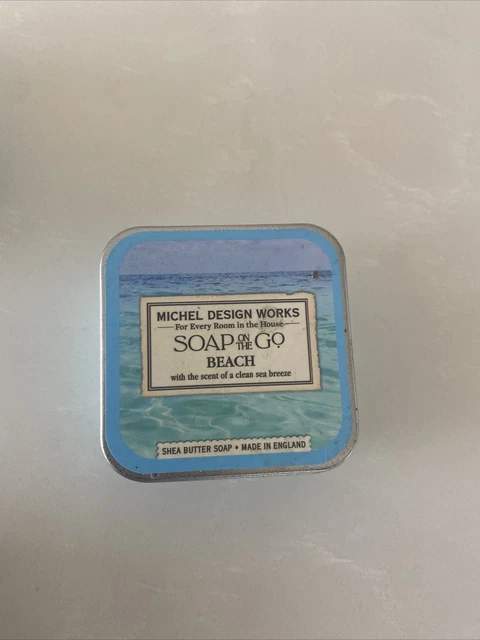 MICHEL DESIGN WORKS
For Every Room in the House
SOAP ON THE GO
BEACH
with the scent of a clean sea breeze
SHEA BUTTER SOAP • MADE IN ENGLAND